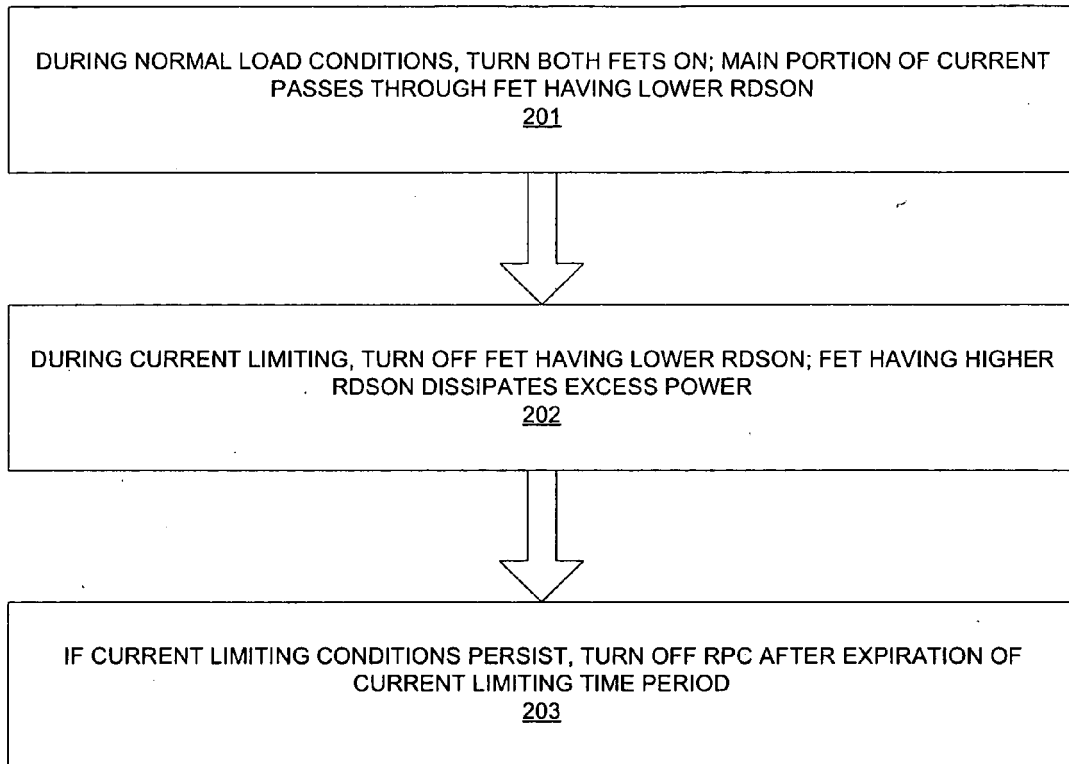 DURING NORMAL LOAD CONDITIONS, TURN BOTH FETS ON; MAIN PORTION OF CURRENT
PASSES THROUGH FET HAVING LOWER RDSON
201
DURING CURRENT LIMITING, TURN OFF FET HAVING LOWER RDSON; FET HAVING HIGHER
RDSON DISSIPATES EXCESS POWER
202
IF CURRENT LIMITING CONDITIONS PERSIST, TURN OFF RPC AFTER EXPIRATION OF
CURRENT LIMITING TIME PERIOD
203